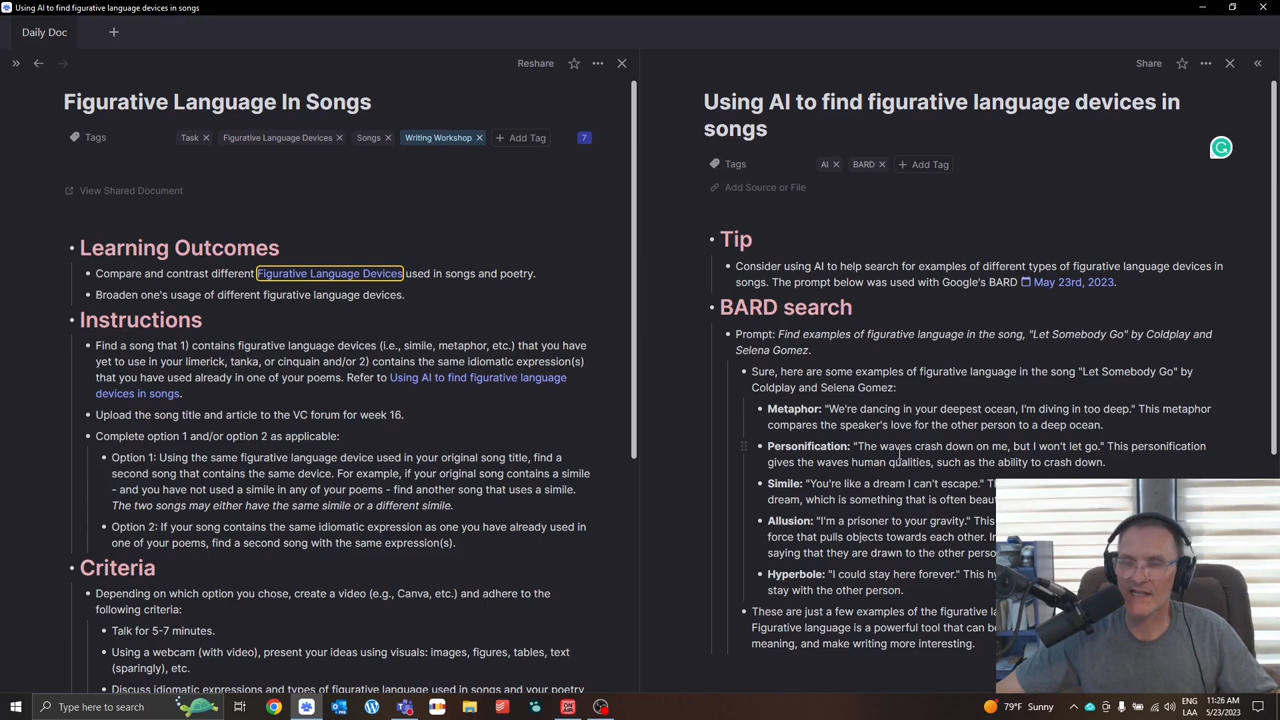 Using AI to find figurative language devices in songs
Daily Doc
Reshare
Figurative Language In Songs
Tags Task Figurative Language Devices Songs Writing Workshop Add Tag 7
View Shared Document
Learning Outcomes
Compare and contrast different Figurative Language Devices used in songs and poetry.
Broaden one's usage of different figurative language devices.
Instructions
Find a song that 1) contains figurative language devices (i.e., simile, metaphor, etc.) that you have
yet to use in your limerick, tanka, or cinquain and/or 2) contains the same idiomatic expression(s)
that you have used already in one of your poems. Refer to Using AI to find figurative language
devices in songs.
Upload the song title and article to the VC forum for week 16.
Complete option 1 and/or option 2 as applicable:
Option 1: Using the same figurative language device used in your original song title, find a
second song that contains the same device. For example, if your original song contains a simile
- and you have not used a simile in any of your poems - find another song that uses a simile.
The two songs may either have the same simile or a different simile.
Option 2: If your song contains the same idiomatic expression as one you have already used in
one of your poems, find a second song with the same expression(s).
Criteria
Depending on which option you chose, create a video (e.g., Canva, etc.) and adhere to the
following criteria:
Talk for 5-7 minutes.
Using a webcam (with video), present your ideas using visuals: images, figures, tables, text
(sparingly), etc.
Discuss idiomatic expressions and types of figurative language used in songs and your poetry
Share
Using AI to find figurative language devices in
songs
Tags AI BARD Add Tag
Add Source or File
Tip
Consider using AI to help search for examples of different types of figurative language devices in
songs. The prompt below was used with Google's BARD May 23rd, 2023.
BARD search
Prompt: Find examples of figurative language in the song, "Let Somebody Go" by Coldplay and
Selena Gomez.
Sure, here are some examples of figurative language in the song "Let Somebody Go" by
Coldplay and Selena Gomez:
Metaphor: "We're dancing in your deepest ocean, I'm diving in too deep." This metaphor
compares the speaker's love for the other person to a deep ocean.
Personification: "The waves crash down on me, but I won't let go." This personification
gives the waves human qualities, such as the ability to crash down.
Simile: "You're like a dream I can't escape."
dream, which is something that is often
Allusion: "I'm a prisoner to your gravity." This
force that pulls objects towards each other.
saying that they are drawn to the other
Hyperbole: "I could stay here forever." This
stay with the other person.
These are just a few examples of the figurative
Figurative language is a powerful tool that can be
meaning, and make writing more interesting.
Type here to search
79°F Sunny
ENG
LAA
11:26 AM
5/23/2023